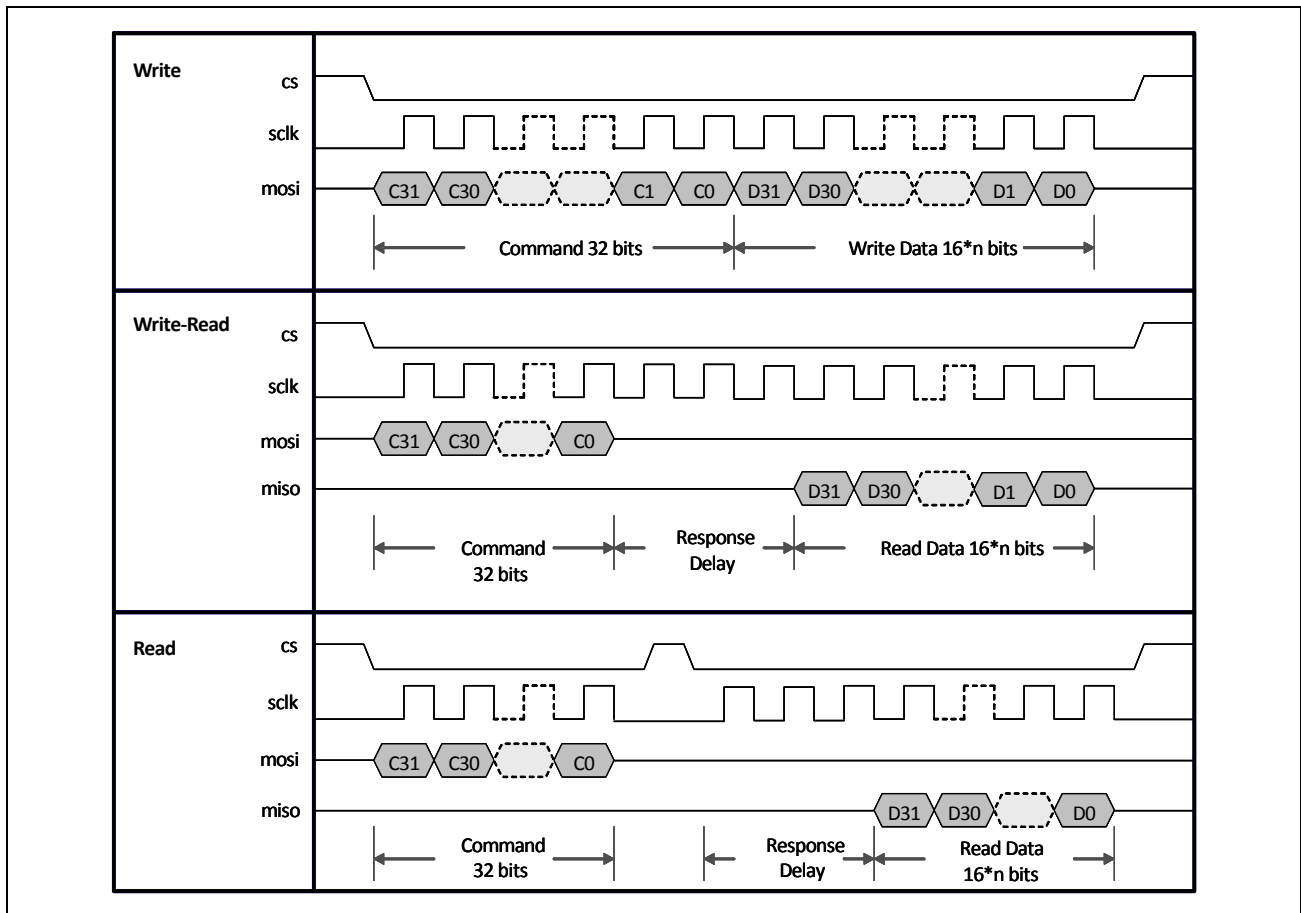 Write
cs
sclk
mosi
C31 C30 C1 C0 D31 D30 D1 D0
Command 32 bits
Write Data 16*n bits
Write-Read
cs
sclk
mosi
C31 C30 C0
miso
D31 D30 D1 D0
Command
32 bits
Response
Delay
Read Data 16*n bits
Read
cs
sclk
mosi
C31 C30 C0
miso
D31 D30 D0
Command
32 bits
Response
Delay
Read Data
16*n bits